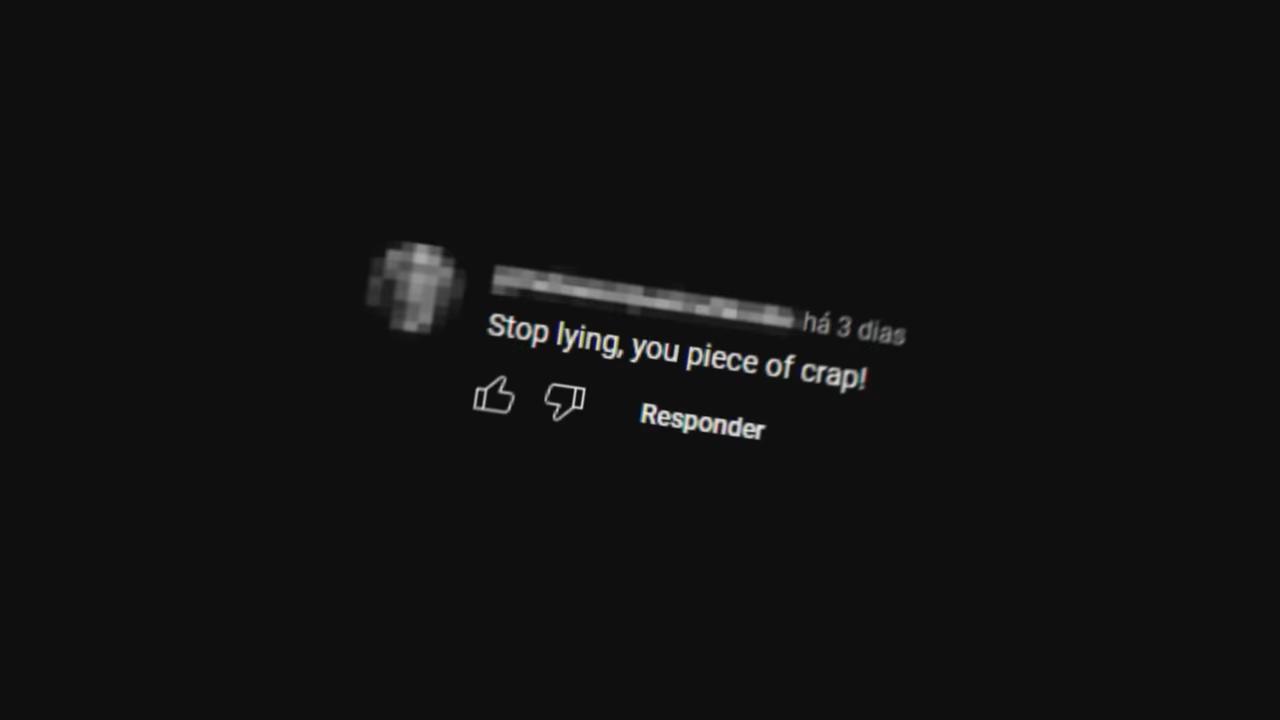 há 3 dias
Stop lying, you piece of crap!
Responder